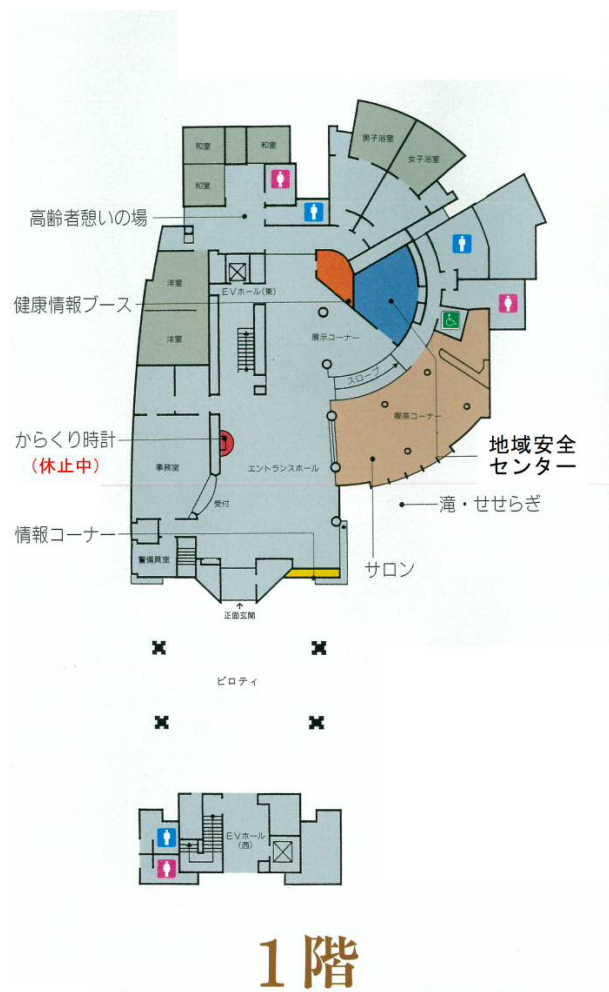 和室
和室
和室
男子浴室
女子浴室
高齢者憩いの場
洋室
EVホール(東)
健康情報ブース
洋室
展示コーナー
スロープ
喫茶コーナー
からくり時計
(休止中)
事務室
エントランスホール
地域安全
センター
受付
滝・せせらぎ
情報コーナー
警備員室
サロン
正面玄関
ピロティ
EVホール
(西)
1階